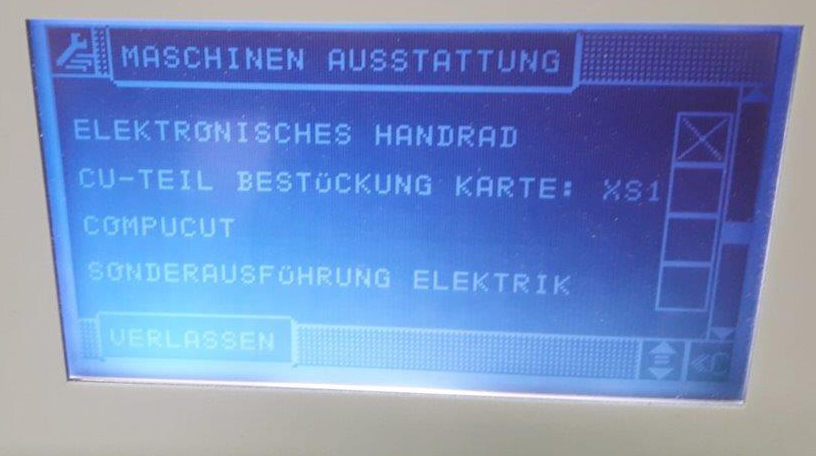 MASCHINEN AUSSTATTUNG
ELEKTRONISCHES HANDRAD
CU-TEIL BESTÜCKUNG KARTE: XS1
COMPUCUT
SONDERAUSFÜHRUNG ELEKTRIK
VERLASSEN